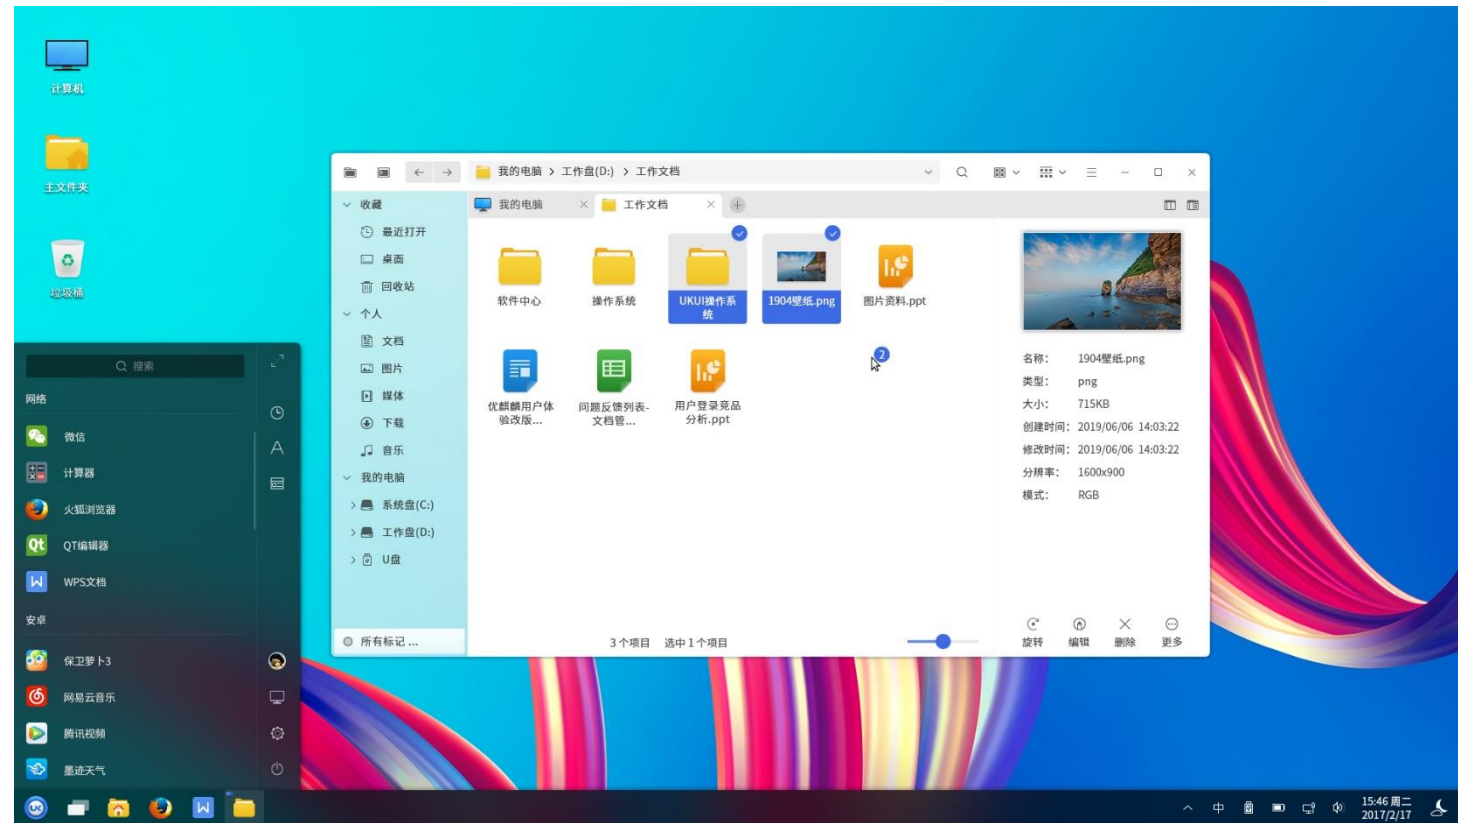 计算机
主文件夹
垃圾桶
我的电脑 > 工作盘(D:) > 工作文档
我的电脑
工作文档
收藏
最近打开
桌面
回收站
个人
文档
图片
媒体
下载
音乐
我的电脑
系统盘(C:)
工作盘(D:)
U盘
所有标记 ...
软件中心
操作系统
UKUI操作系
统
1904壁纸.png
图片资料.ppt
优麒麟用户体
验改版...
问题反馈列表-
文档管...
用户登录竞品
分析.ppt
2
3个项目 选中1个项目
名称: 1904壁纸.png
类型: png
大小: 715KB
创建时间: 2019/06/06 14:03:22
修改时间: 2019/06/06 14:03:22
分辨率: 1600x900
模式: RGB
旋转 编辑 删除 更多
搜索
网络
微信
计算器
火狐浏览器
Qt QT编辑器
WPS文档
安卓
保卫萝卜3
网易云音乐
腾讯视频
墨迹天气
A
中
15:46 周二
2017/2/17